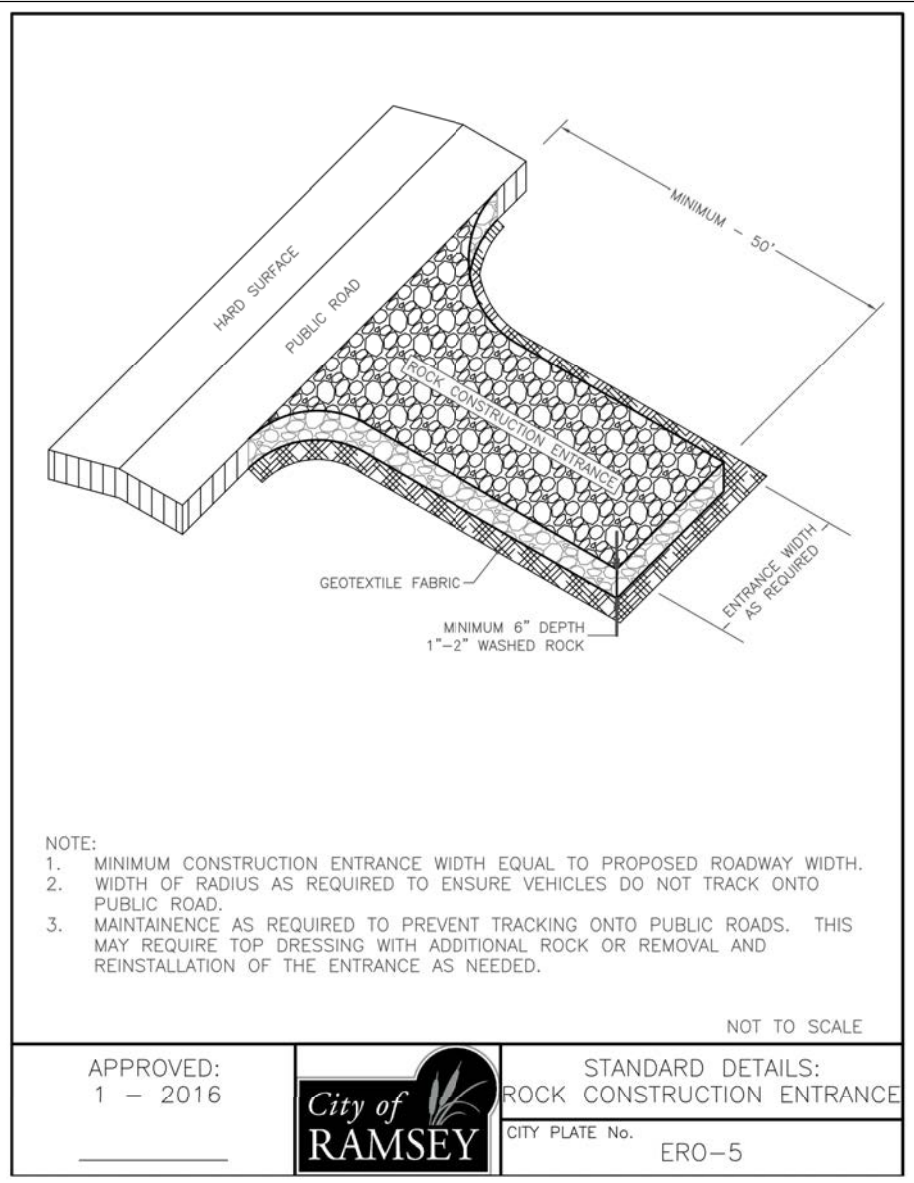 MINIMUM - 50'
HARD SURFACE
PUBLIC ROAD
ROCK CONSTRUCTION ENTRANCE
GEOTEXTILE FABRIC
ENTRANCE WIDTH
AS REQUIRED
MINIMUM 6" DEPTH
1"-2" WASHED ROCK
NOTE:
1. MINIMUM CONSTRUCTION ENTRANCE WIDTH EQUAL TO PROPOSED ROADWAY WIDTH.
2. WIDTH OF RADIUS AS REQUIRED TO ENSURE VEHICLES DO NOT TRACK ONTO
PUBLIC ROAD.
3. MAINTAINENCE AS REQUIRED TO PREVENT TRACKING ONTO PUBLIC ROADS. THIS
MAY REQUIRE TOP DRESSING WITH ADDITIONAL ROCK OR REMOVAL AND
REINSTALLATION OF THE ENTRANCE AS NEEDED.
NOT TO SCALE
APPROVED:
1 - 2016
City of
RAMSEY
STANDARD DETAILS:
ROCK CONSTRUCTION ENTRANCE
CITY PLATE No.
ERO-5